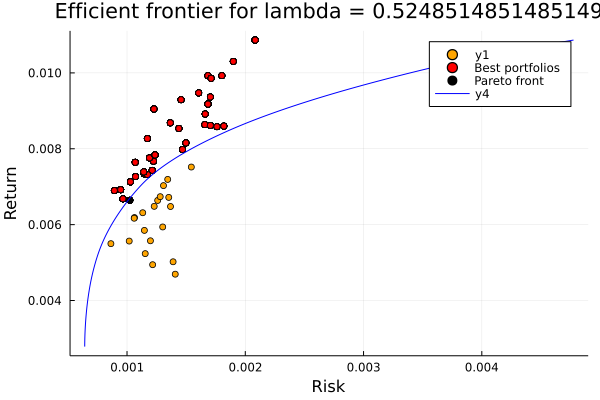 Efficient frontier for lambda = 0.5248514851485149
y1
Best portfolios
Pareto front
y4
0.010
0.008
0.006
0.004
Return
0.001
0.002
0.003
0.004
Risk